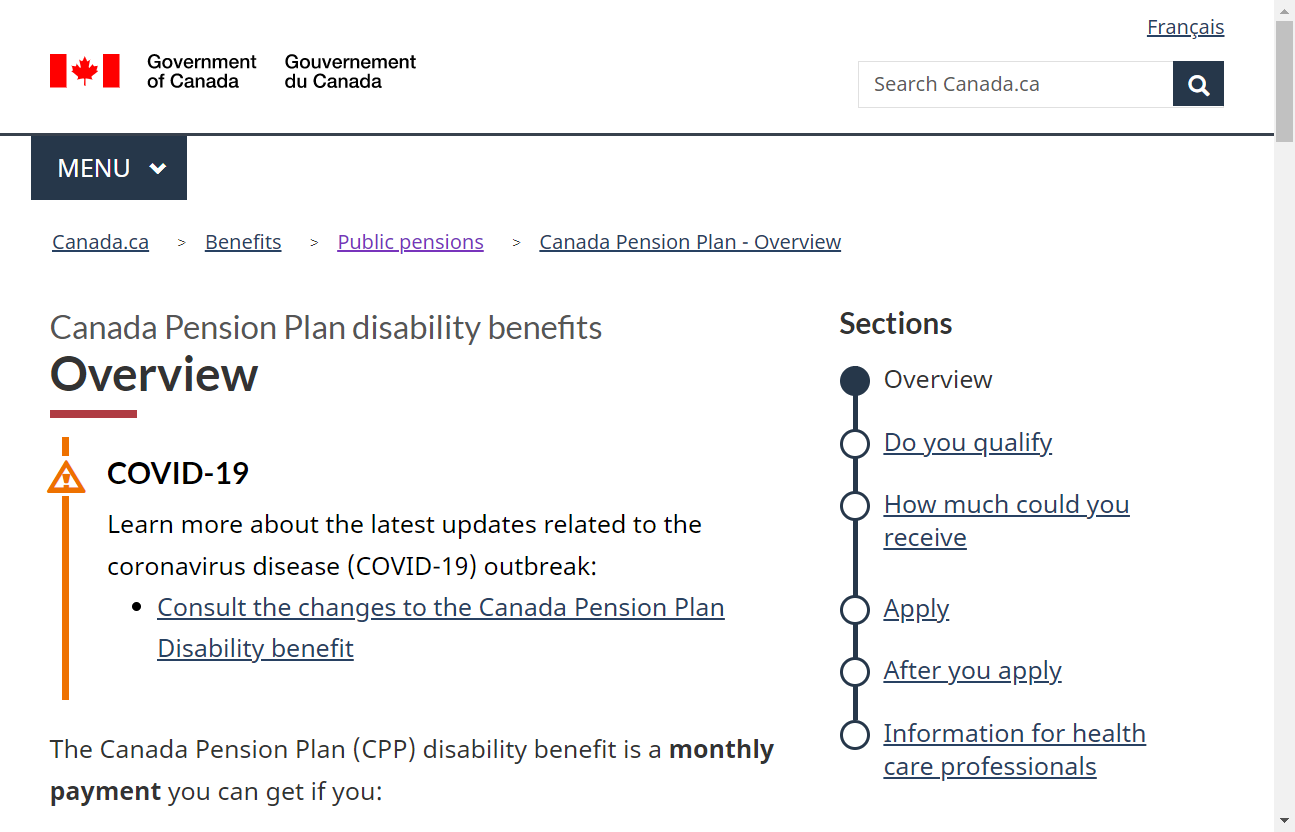 Français
Government
of Canada
Gouvernement
du Canada
Search Canada.ca
MENU
Canada.ca > Benefits > Public pensions > Canada Pension Plan - Overview
Canada Pension Plan disability benefits
Overview
COVID-19
Learn more about the latest updates related to the
coronavirus disease (COVID-19) outbreak:
• Consult the changes to the Canada Pension Plan
Disability benefit
The Canada Pension Plan (CPP) disability benefit is a monthly
payment you can get if you:
Sections
Overview
Do you qualify
How much could you
receive
Apply
After you apply
Information for health
care professionals